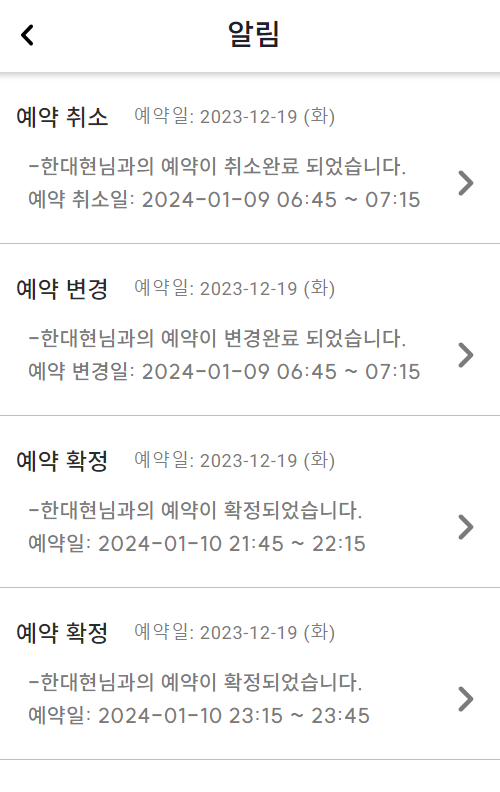 알림
예약 취소 예약일: 2023-12-19 (화)
-한대현님과의 예약이 취소완료 되었습니다.
예약 취소일: 2024-01-09 06:45 ~ 07:15
예약 변경 예약일: 2023-12-19 (화)
-한대현님과의 예약이 변경완료 되었습니다.
예약 변경일: 2024-01-09 06:45 ~ 07:15
예약 확정 예약일: 2023-12-19 (화)
-한대현님과의 예약이 확정되었습니다.
예약일: 2024-01-10 21:45 ~ 22:15
예약 확정 예약일: 2023-12-19 (화)
-한대현님과의 예약이 확정되었습니다.
예약일: 2024-01-10 23:15 ~ 23:45